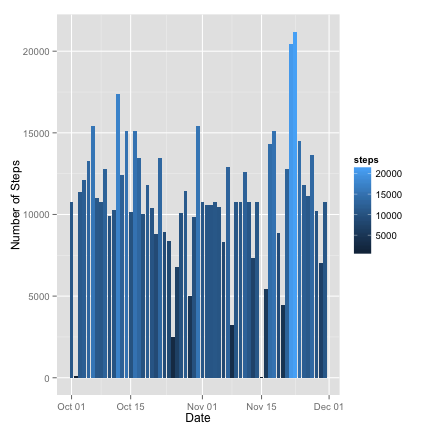 20000
15000
10000
5000
0
Number of Steps
Oct 01
Oct 15
Nov 01
Nov 15
Dec 01
Date
steps
20000
15000
10000
5000